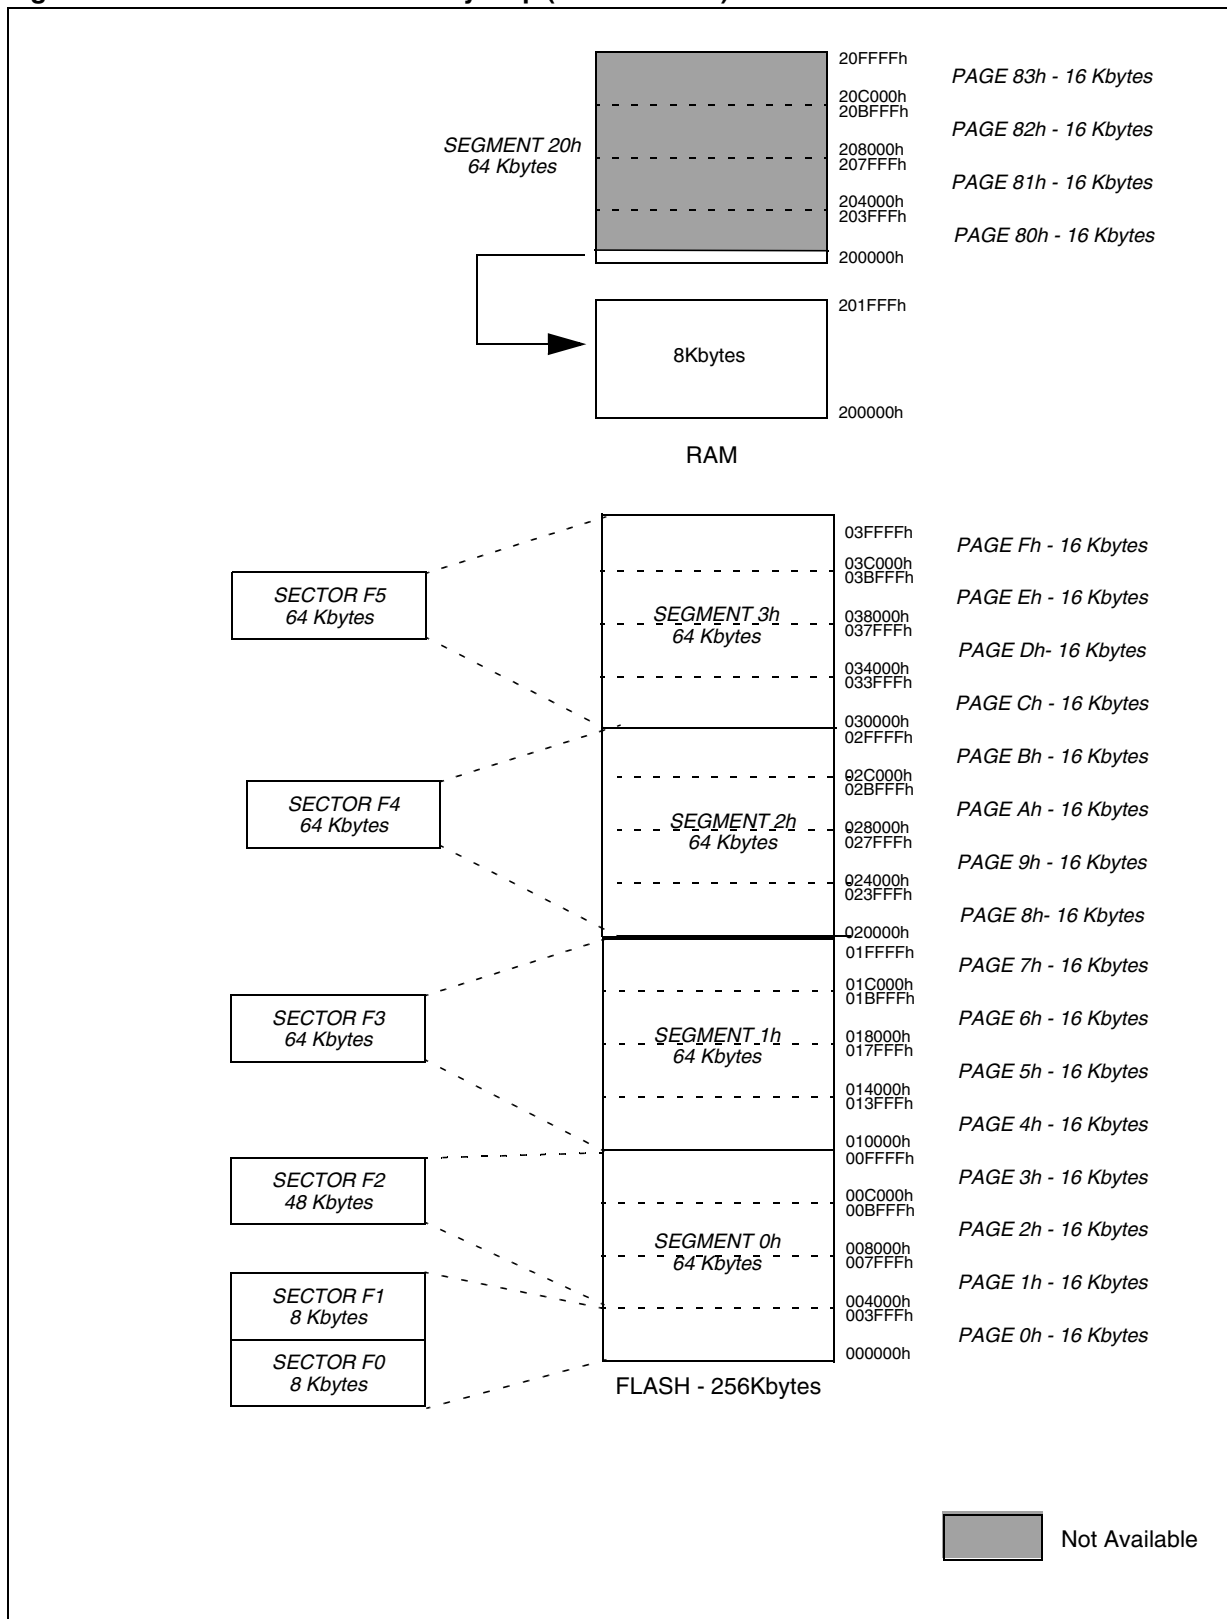 20FFFFh
PAGE 83h - 16 Kbytes
20C000h
20BFFFh
PAGE 82h - 16 Kbytes
SEGMENT 20h
64 Kbytes
208000h
207FFFh
PAGE 81h - 16 Kbytes
204000h
203FFFh
PAGE 80h - 16 Kbytes
200000h
201FFFh
8Kbytes
200000h
RAM
03FFFFh
PAGE Fh - 16 Kbytes
03C000h
03BFFFh
SECTOR F5
64 Kbytes
PAGE Eh - 16 Kbytes
SEGMENT 3h
64 Kbytes
038000h
037FFFh
PAGE Dh- 16 Kbytes
034000h
033FFFh
PAGE Ch - 16 Kbytes
030000h
02FFFFh
PAGE Bh - 16 Kbytes
02C000h
02BFFFh
SECTOR F4
64 Kbytes
PAGE Ah - 16 Kbytes
SEGMENT 2h
64 Kbytes
028000h
027FFFh
PAGE 9h - 16 Kbytes
024000h
023FFFh
PAGE 8h- 16 Kbytes
020000h
01FFFFh
PAGE 7h - 16 Kbytes
01C000h
01BFFFh
SECTOR F3
64 Kbytes
PAGE 6h - 16 Kbytes
SEGMENT 1h
64 Kbytes
018000h
017FFFh
PAGE 5h - 16 Kbytes
014000h
013FFFh
PAGE 4h - 16 Kbytes
010000h
00FFFFh
PAGE 3h - 16 Kbytes
SECTOR F2
48 Kbytes
00C000h
00BFFFh
PAGE 2h - 16 Kbytes
SEGMENT 0h
64 Kbytes
008000h
007FFFh
PAGE 1h - 16 Kbytes
SECTOR F1
8 Kbytes
004000h
003FFFh
PAGE 0h - 16 Kbytes
000000h
SECTOR F0
8 Kbytes
FLASH - 256Kbytes
Not Available